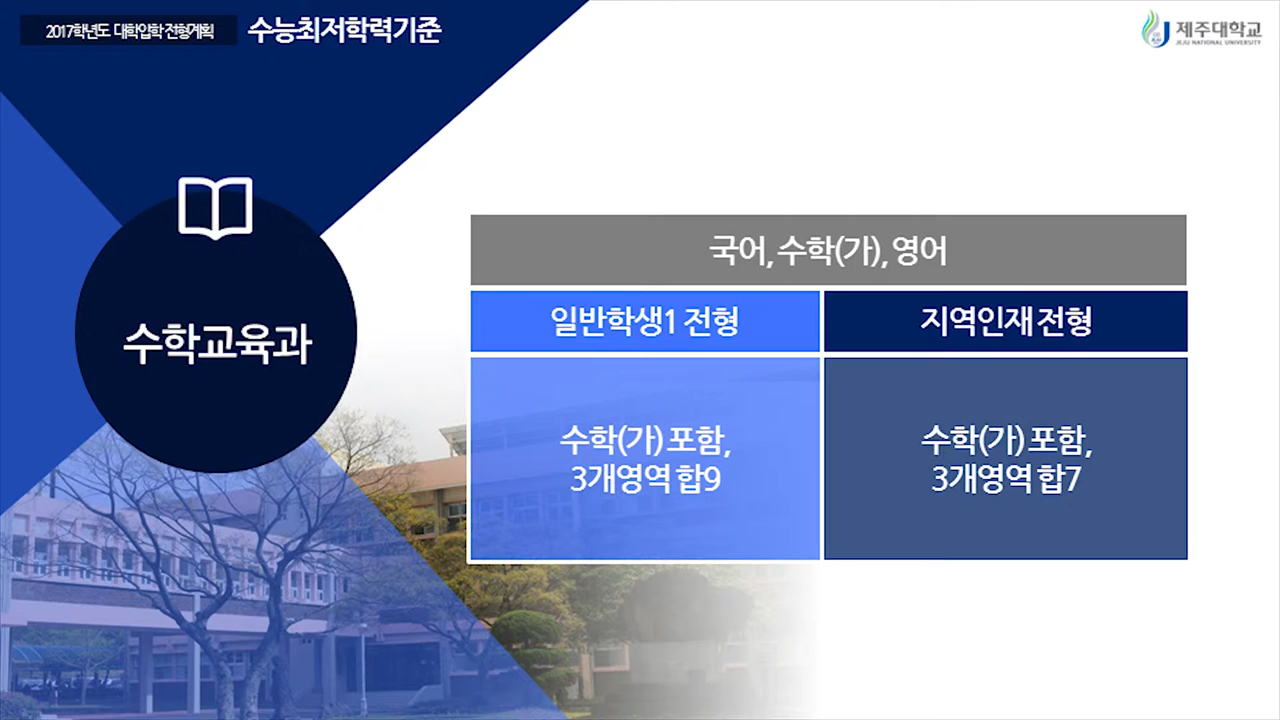 2017학년도 대학입학 전형계획 수능최저학력기준
제주대학교
JEJU NATIONAL UNIVERSITY
수학교육과
국어, 수학(가), 영어
일반학생1 전형
지역인재 전형
수학(가) 포함,
3개영역 합9
수학(가) 포함,
3개영역 합7